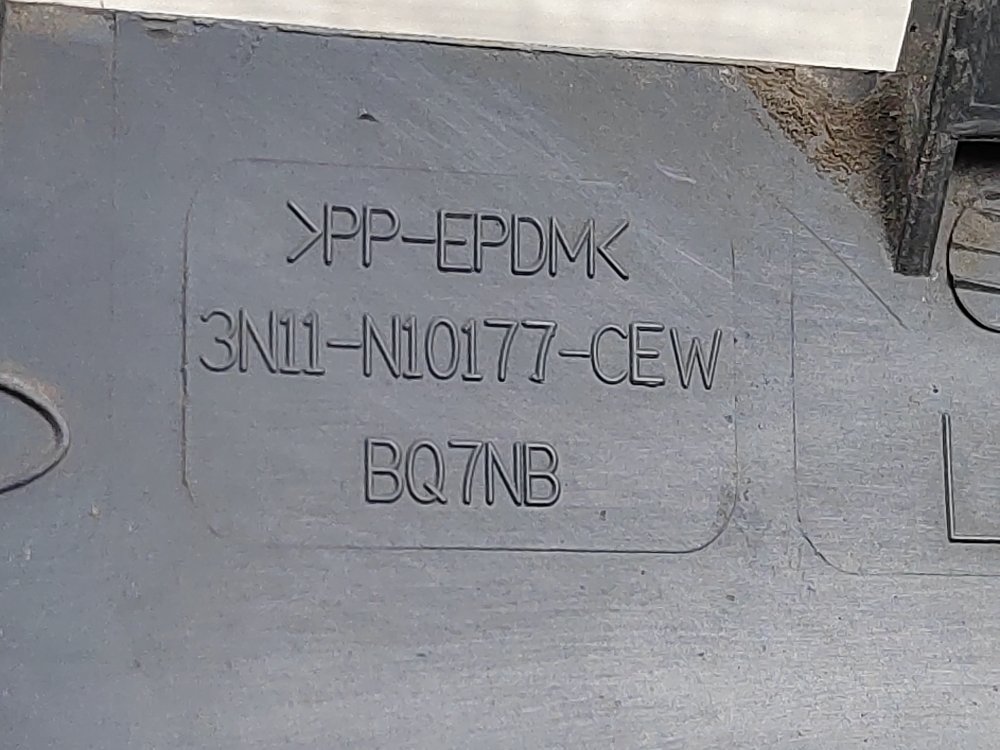 >PP-EPDM<
3N11-N10177-CEW
BQ7NB
L